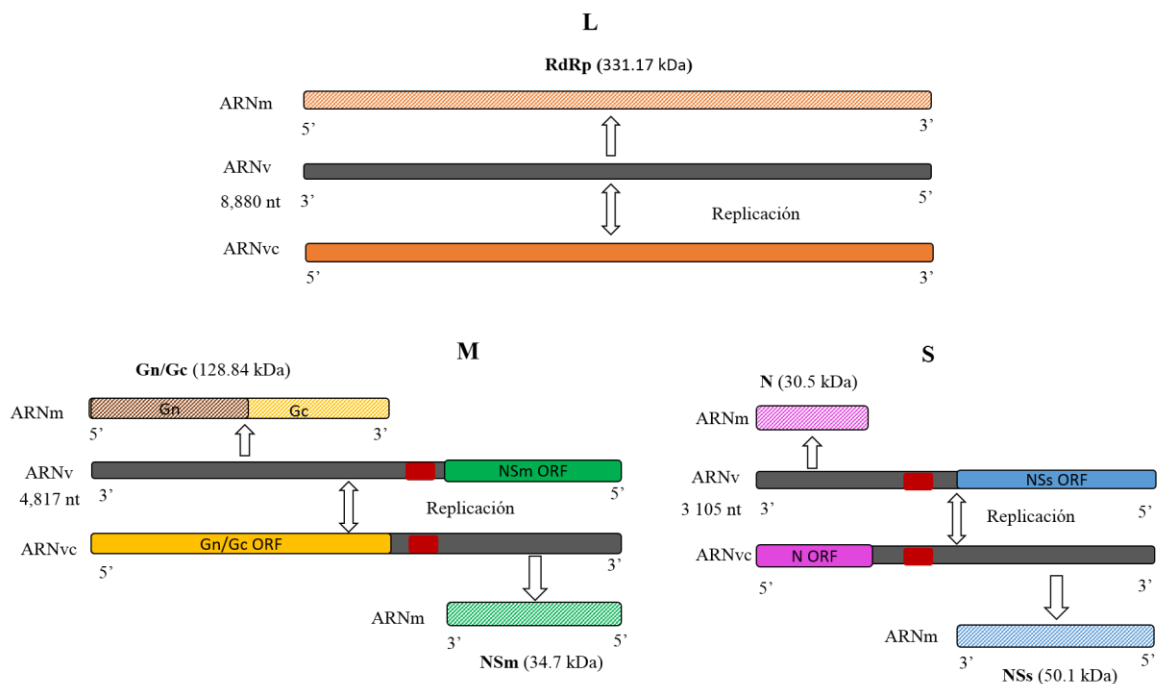 L
RdRp (331.17 kDa)
ARNm
5’ 3’
ARNv
8,880 nt
3’ 5’
Replicación
ARNvc
5’ 3’
M
Gn/Gc (128.84 kDa)
ARNm
Gn Gc
5’ 3’
ARNv
NSm ORF
4,817 nt
3’ 5’
Replicación
ARNvc
Gn/Gc ORF
5’ 3’
ARNm
3’ 5’
NSm (34.7 kDa)
S
N (30.5 kDa)
ARNm
ARNv
NSs ORF
3 105 nt
3’ 5’
Replicación
ARNvc
N ORF
5’ 3’
ARNm
3’ 5’
NSs (50.1 kDa)